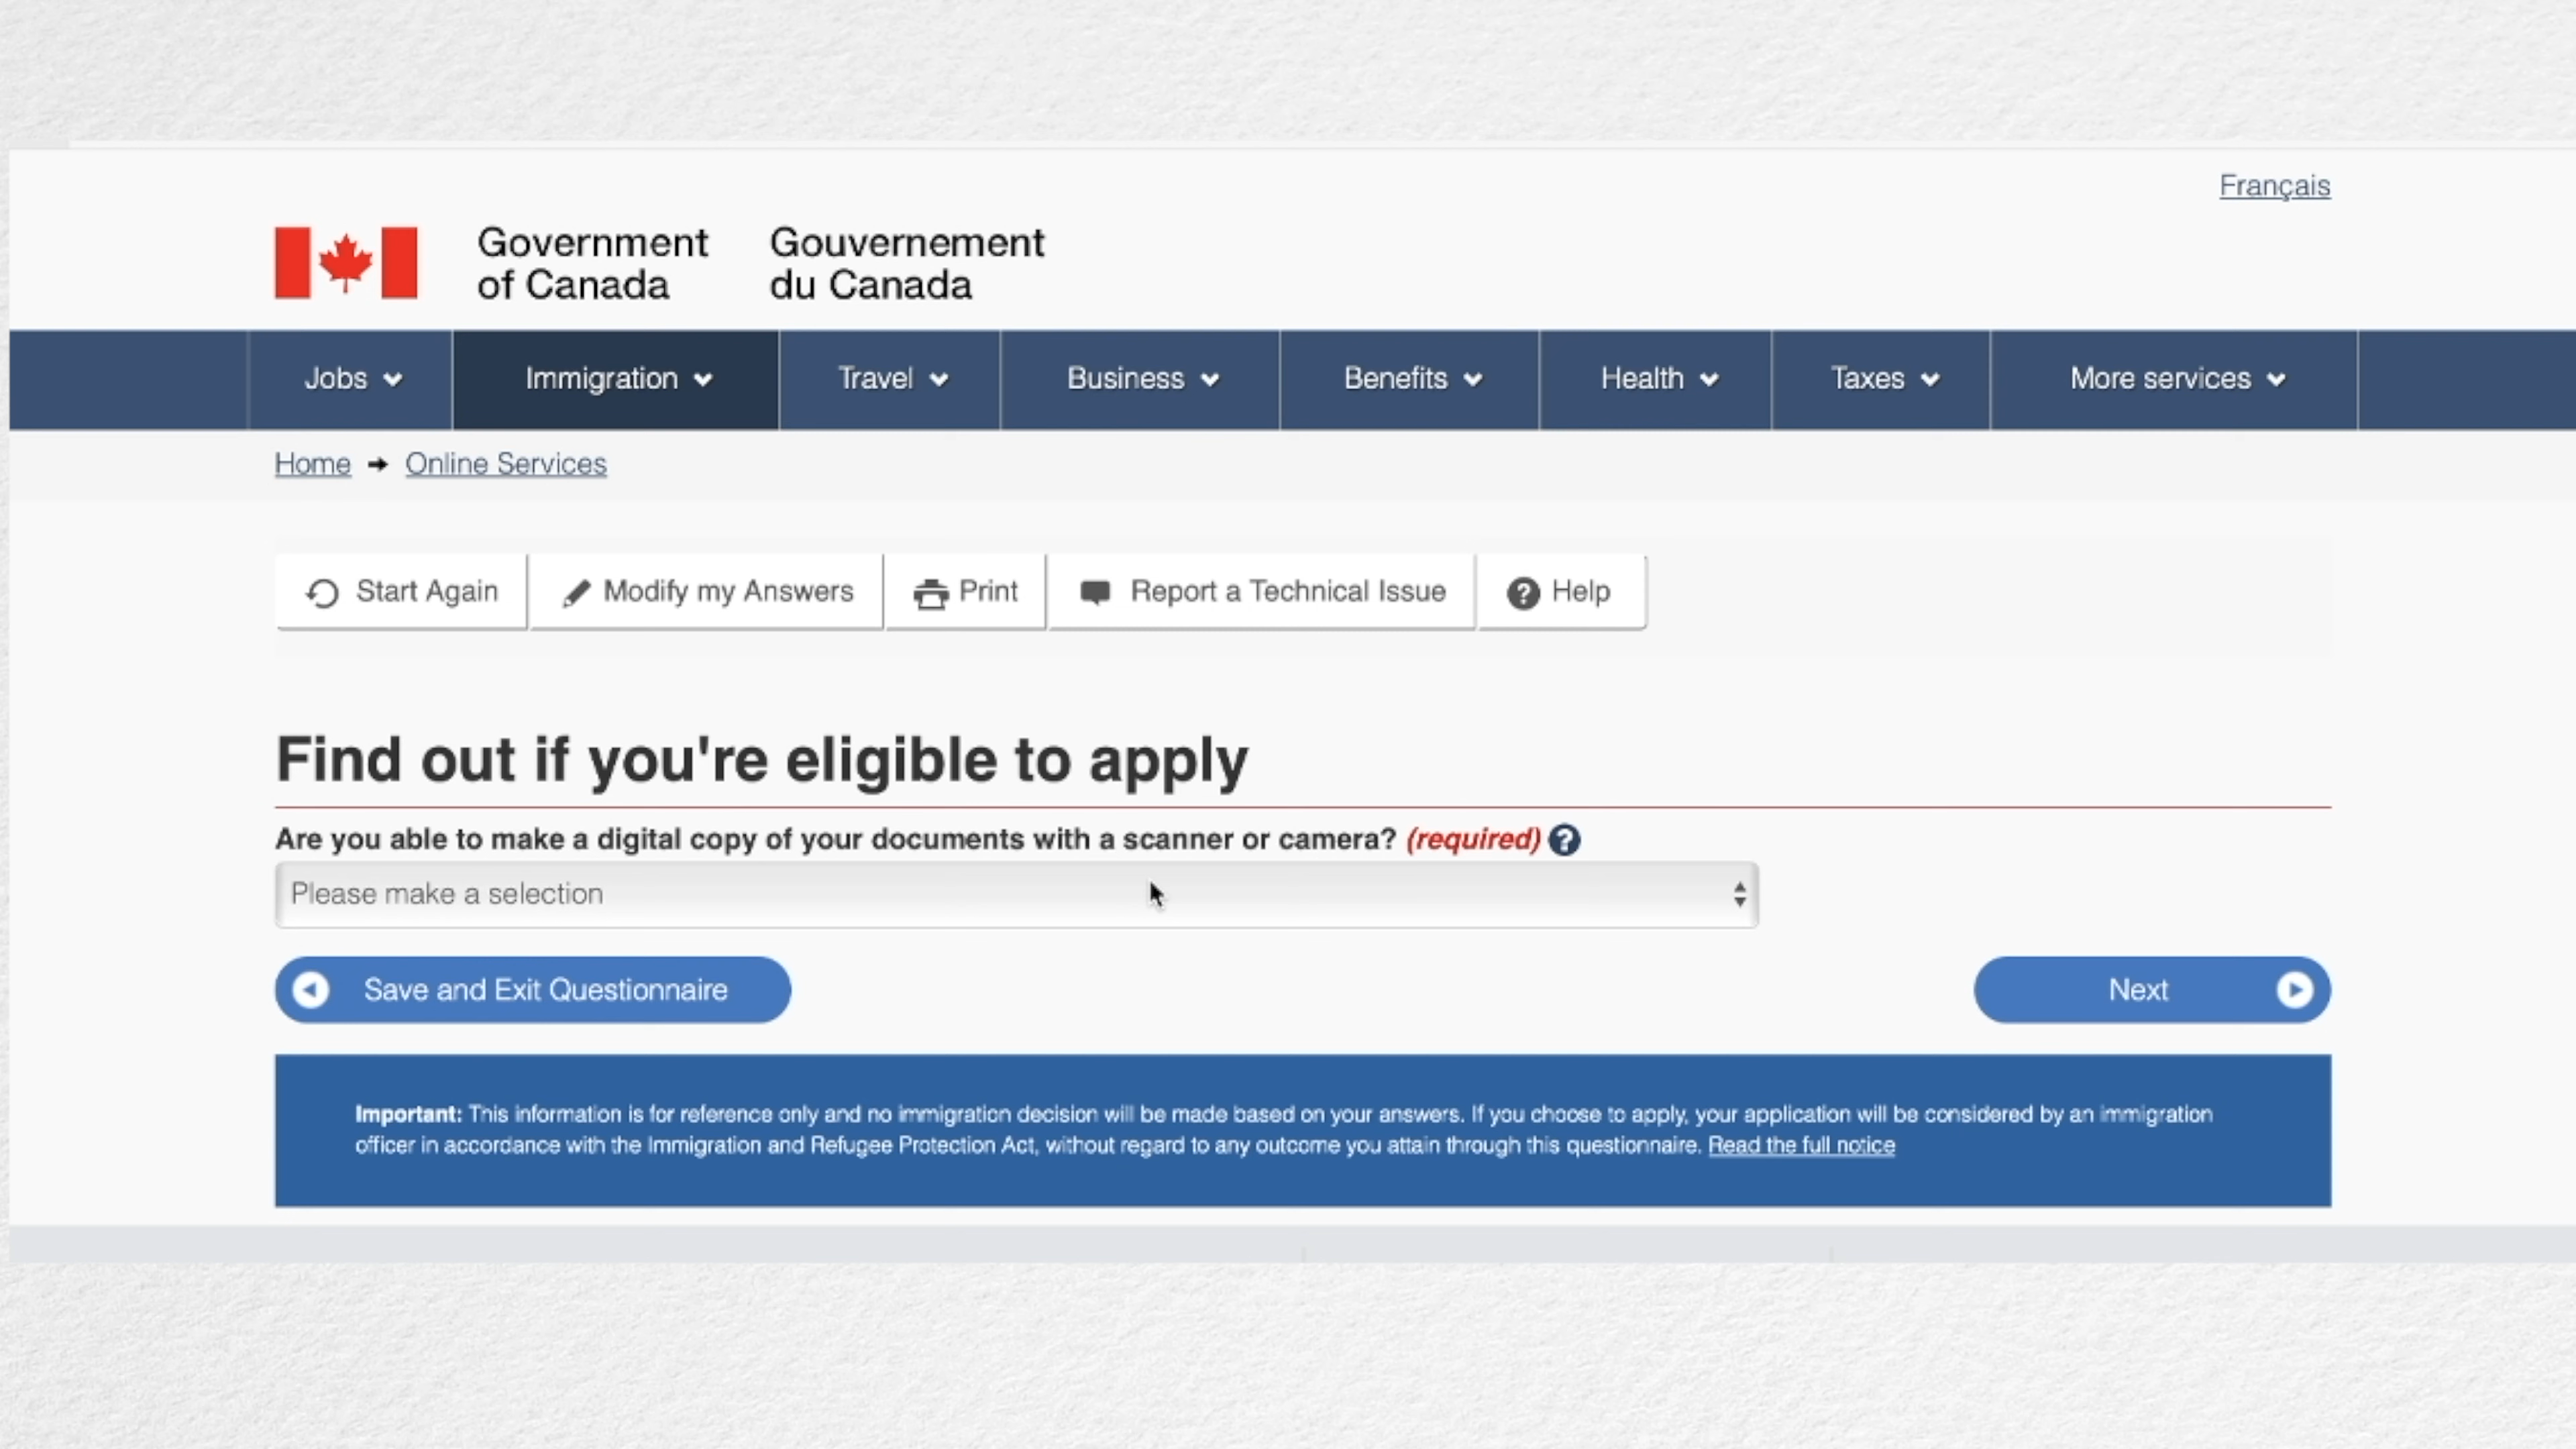 Français
Government of Canada
Gouvernement du Canada
Jobs Immigration Travel Business Benefits Health Taxes More services
Home Online Services
Start Again Modify my Answers Print Report a Technical Issue Help
Find out if you're eligible to apply
Are you able to make a digital copy of your documents with a scanner or camera? (required)
Please make a selection
Save and Exit Questionnaire Next
Important: This information is for reference only and no immigration decision will be made based on your answers. If you choose to apply, your application will be considered by an immigration
officer in accordance with the Immigration and Refugee Protection Act, without regard to any outcome you attain through this questionnaire. Read the full notice